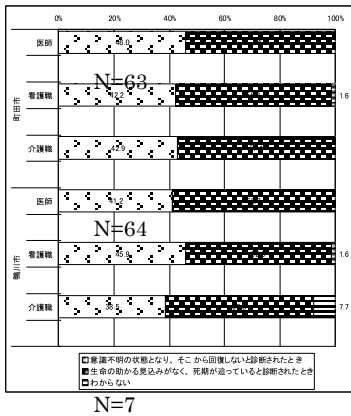 0% 20% 40% 60% 80% 100%
町田市
医師 46.0
N=63
看護職 42.2 1.6
介護職 42.9
鴨川市
医師 41.2
N=64
看護職 45.9 1.6
介護職 38.5 7.7
意識不明の状態となり、そこから回復しないと診断されたとき
生命の助かる見込みがなく、死期が迫っていると診断されたとき
わからない
N=7